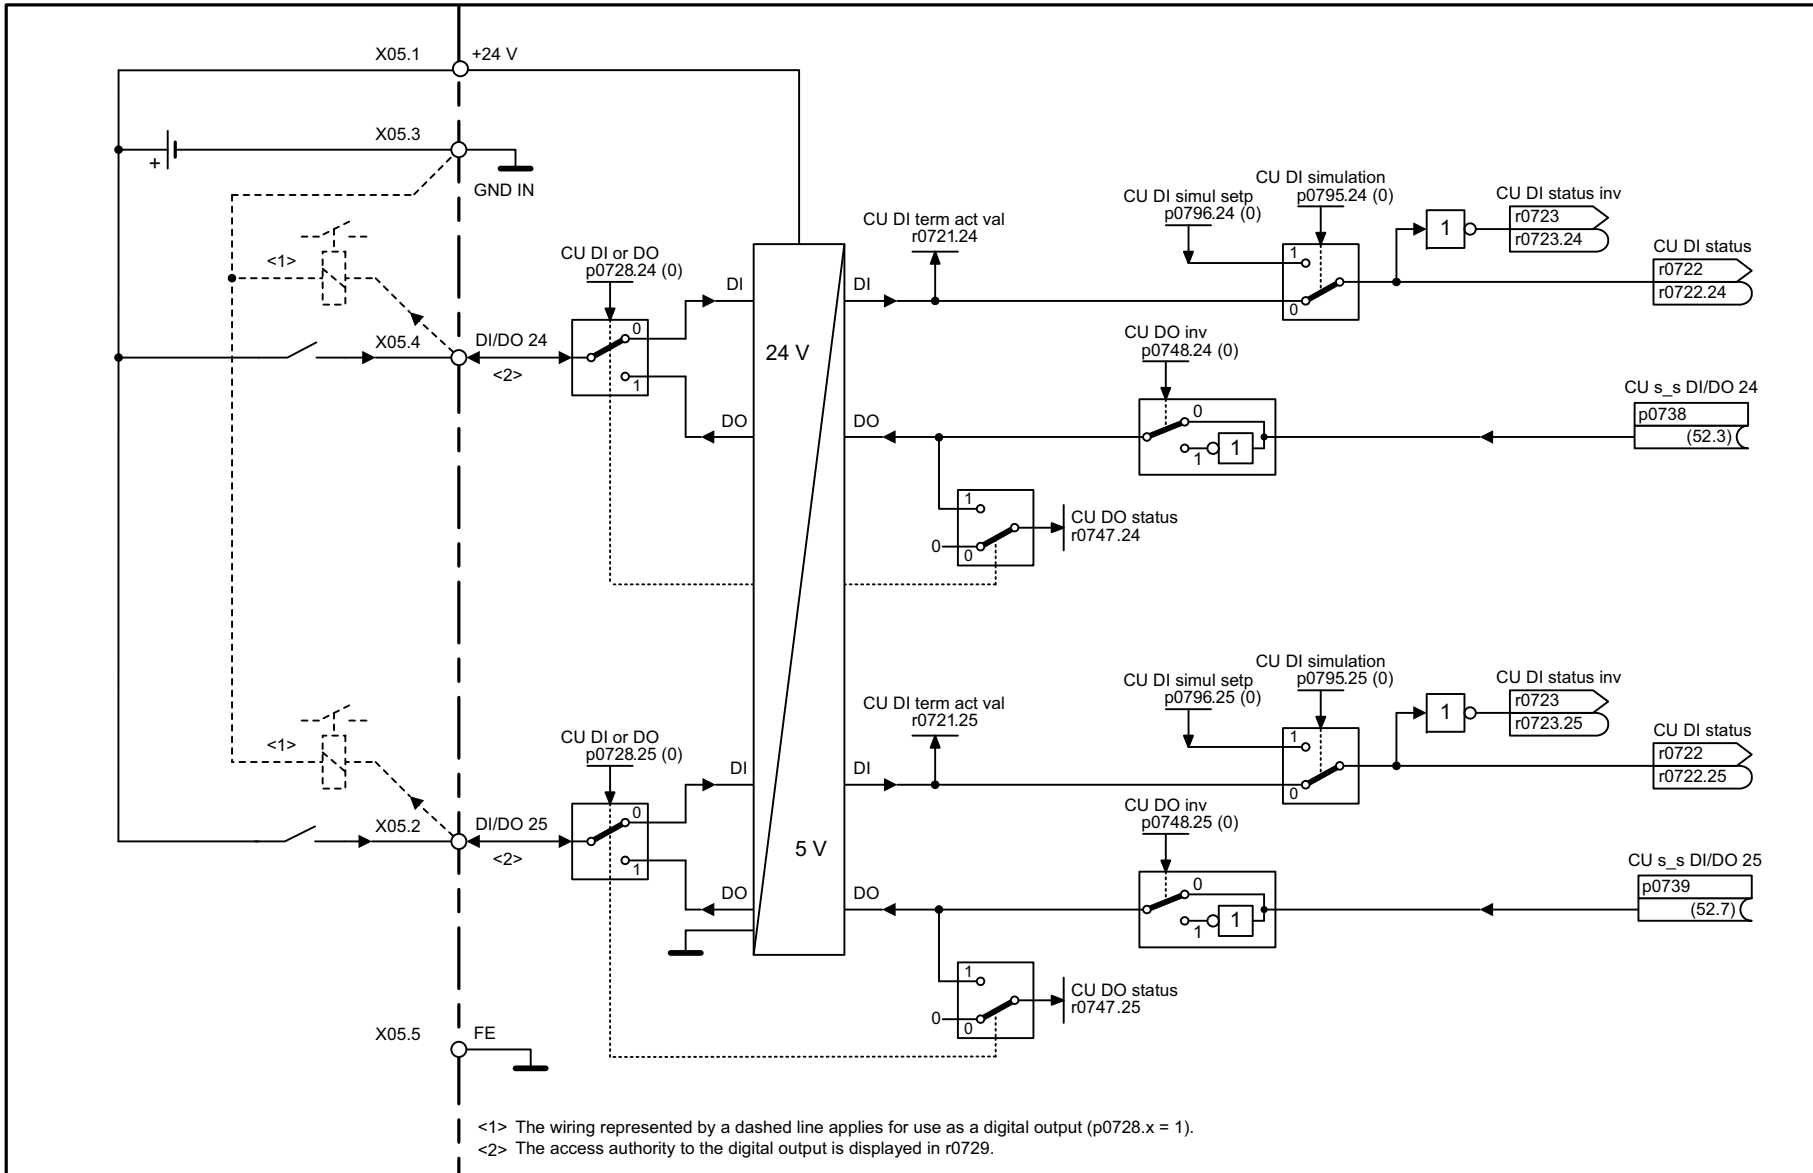 X05.1
+24 V
X05.3
+
GND IN
CU DI simulation
p0795.24 (0)
CU DI simul setp
p0796.24 (0)
CU DI status inv
r0723
r0723.24
1
CU DI term act val
r0721.24
1
0
CU DI status
r0722
r0722.24
<1>
CU DI or DO
p0728.24 (0)
DI
DI
X05.4
DI/DO 24
<2>
0
1
24 V
CU DO inv
p0748.24 (0)
CU s_s DI/DO 24
p0738
(52.3)
DO
DO
0
1
1
1
0
0
CU DO status
r0747.24
CU DI simulation
p0795.25 (0)
CU DI simul setp
p0796.25 (0)
CU DI status inv
r0723
r0723.25
1
CU DI term act val
r0721.25
1
0
CU DI status
r0722
r0722.25
<1>
CU DI or DO
p0728.25 (0)
DI
DI
X05.2
DI/DO 25
<2>
0
1
5 V
CU DO inv
p0748.25 (0)
CU s_s DI/DO 25
p0739
(52.7)
DO
DO
0
1
1
1
0
0
CU DO status
r0747.25
X05.5
FE
<1> The wiring represented by a dashed line applies for use as a digital output (p0728.x = 1).
<2> The access authority to the digital output is displayed in r0729.